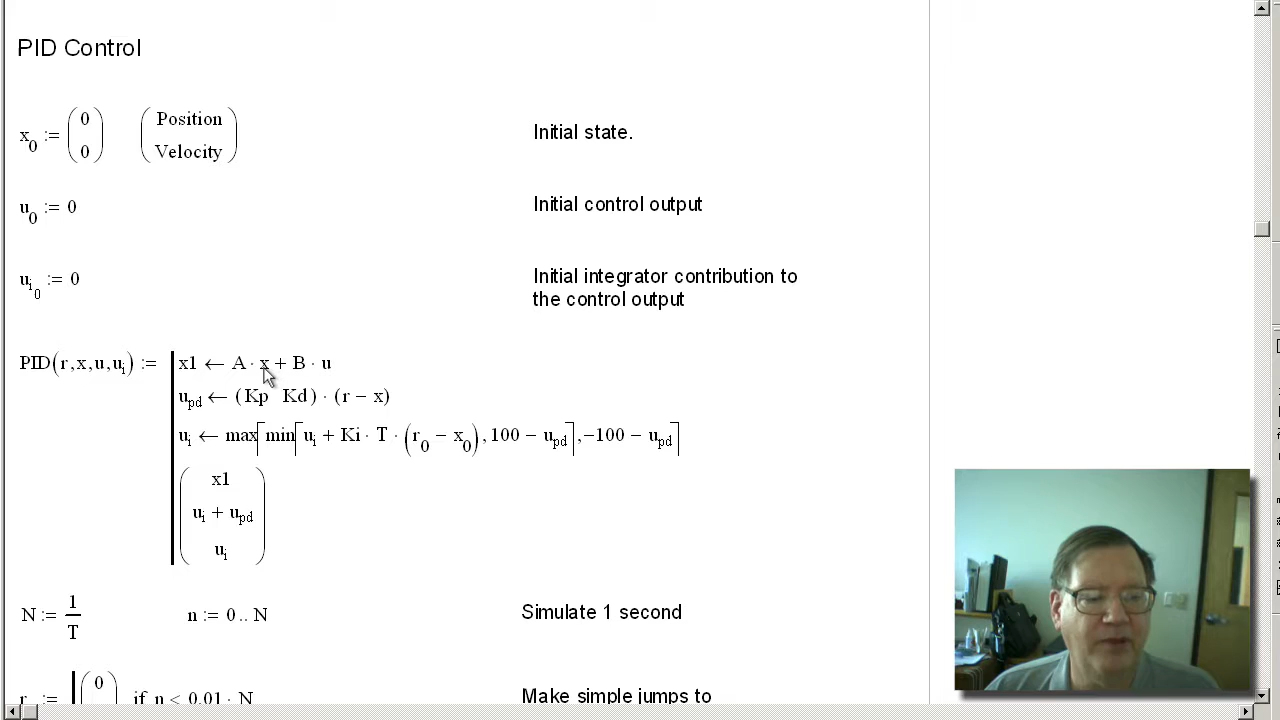 PID Control
x0 := ( 0 0 ) ( Position Velocity ) Initial state.
u0 := 0 Initial control output
ui0 := 0 Initial integrator contribution to
the control output
PID(r,x,u,ui) := x1 ← A · x + B · u
upd ← ( Kp Kd ) · (r − x)
ui ← max⌈min⌈ui + Ki · T · (r0 − x0), 100 − upd⌉, −100 − upd⌉
x1
ui + upd
ui
N := 1/T n := 0 .. N Simulate 1 second
r := 0 if n < 0.01 · N Make simple jumps to